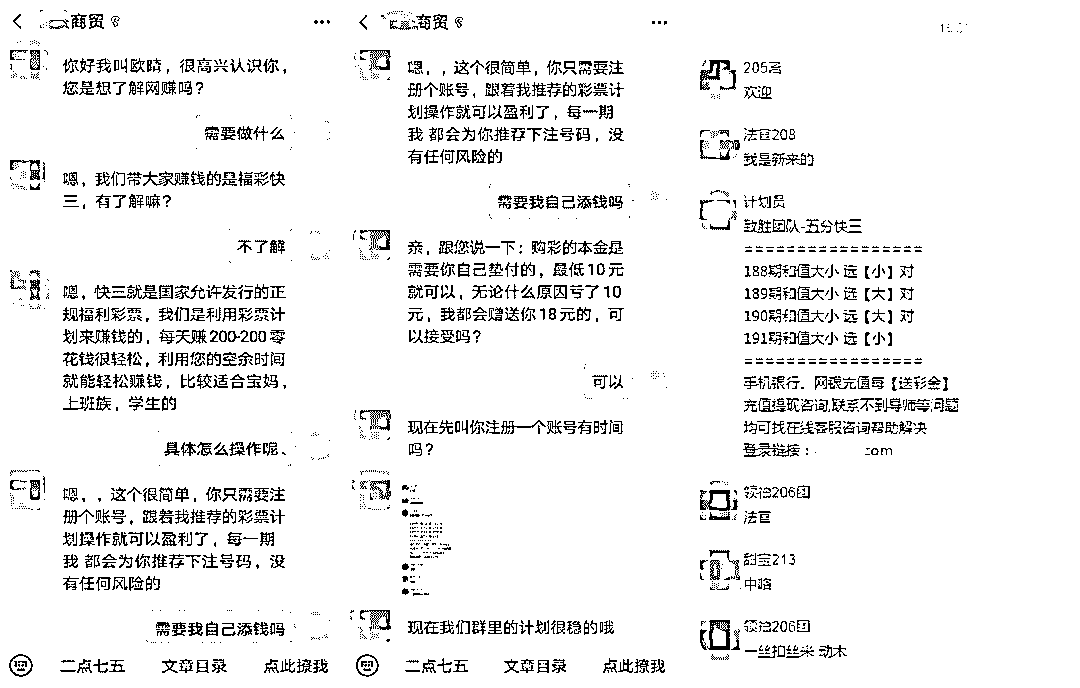 商贸
你好我叫欧晴，很高兴认识你，
您是想了解网赚吗？
需要做什么
嗯，我们带大家赚钱的是福彩快
三，有了解嘛？
不了解
嗯，快三就是国家允许发行的正
规福利彩票，我们是利用彩票计
划来赚钱的，每天赚200-200零
花钱很轻松，利用您的空余时间
就能轻松赚钱，比较适合宝妈，
上班族，学生的
具体怎么操作呢、
嗯，，这个很简单，你只需要注
册个账号，跟着我推荐的彩票计
划操作就可以盈利了，每一期
我 都会为你推荐下注号码，没
有任何风险的
需要我自己添钱吗
二点七五 文章目录 点此撩我
商贸
嗯，，这个很简单，你只需要注
册个账号，跟着我推荐的彩票计
划操作就可以盈利了，每一期
我 都会为你推荐下注号码，没
有任何风险的
需要我自己添钱吗
亲，跟您说一下：购彩的本金是
需要你自己垫付的，最低10元
就可以，无论什么原因亏了10
元，我都会赠送你18元的，可
以接受吗？
可以
现在先叫你注册一个账号有时间
吗？
现在我们群里的计划很稳的哦
二点七五 文章目录 点此撩我
欢迎
法官208
我是新来的
计划员
致胜团队-五分快三
=================
188期和值大小 选【小】对
189期和值大小 选【大】对
190期和值大小 选【大】对
191期和值大小 选【小】
=================
手机银行、网银充值每【送彩金】
充值提现咨询,联系不到导师等问题
均可找在线客服咨询帮助解决
登录链接： com
领袖206团
法官
甜宝213
中咯
领袖206团